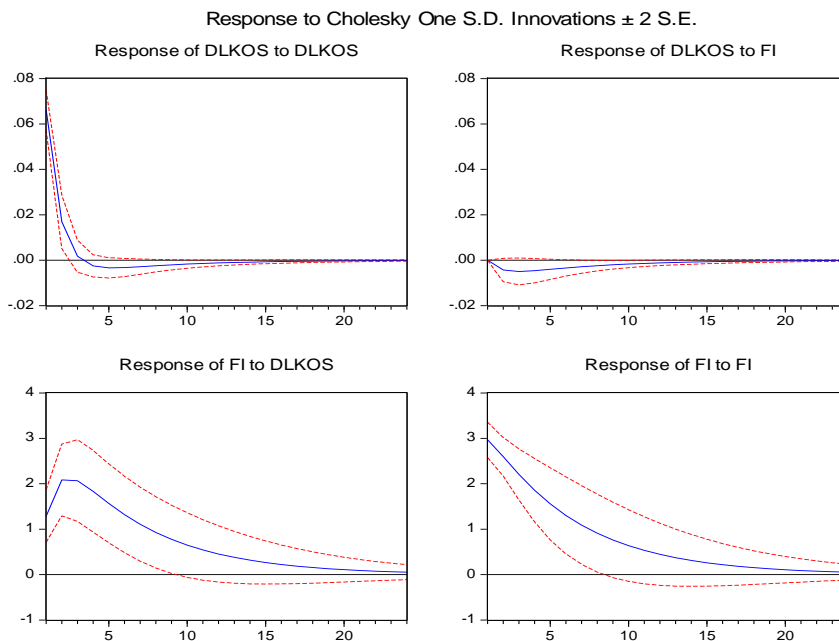 Response to Cholesky One S.D. Innovations ± 2 S.E.
Response of DLKOS to DLKOS
.08
.06
.04
.02
.00
-.02
5 10 15 20
Response of DLKOS to FI
.08
.06
.04
.02
.00
-.02
5 10 15 20
Response of FI to DLKOS
4
3
2
1
0
-1
5 10 15 20
Response of FI to FI
4
3
2
1
0
-1
5 10 15 20